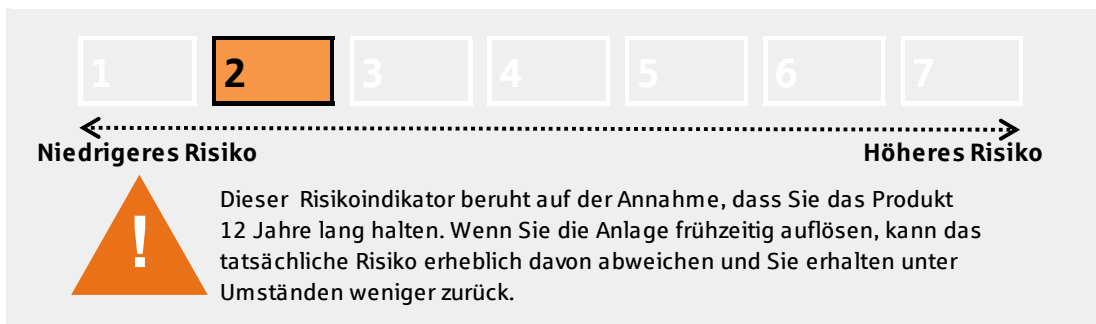 1 2 3 4 5 6 7
Niedrigeres Risiko Höheres Risiko
!
Dieser Risikoindikator beruht auf der Annahme, dass Sie das Produkt
12 Jahre lang halten. Wenn Sie die Anlage frühzeitig auflösen, kann das
tatsächliche Risiko erheblich davon abweichen und Sie erhalten unter
Umständen weniger zurück.